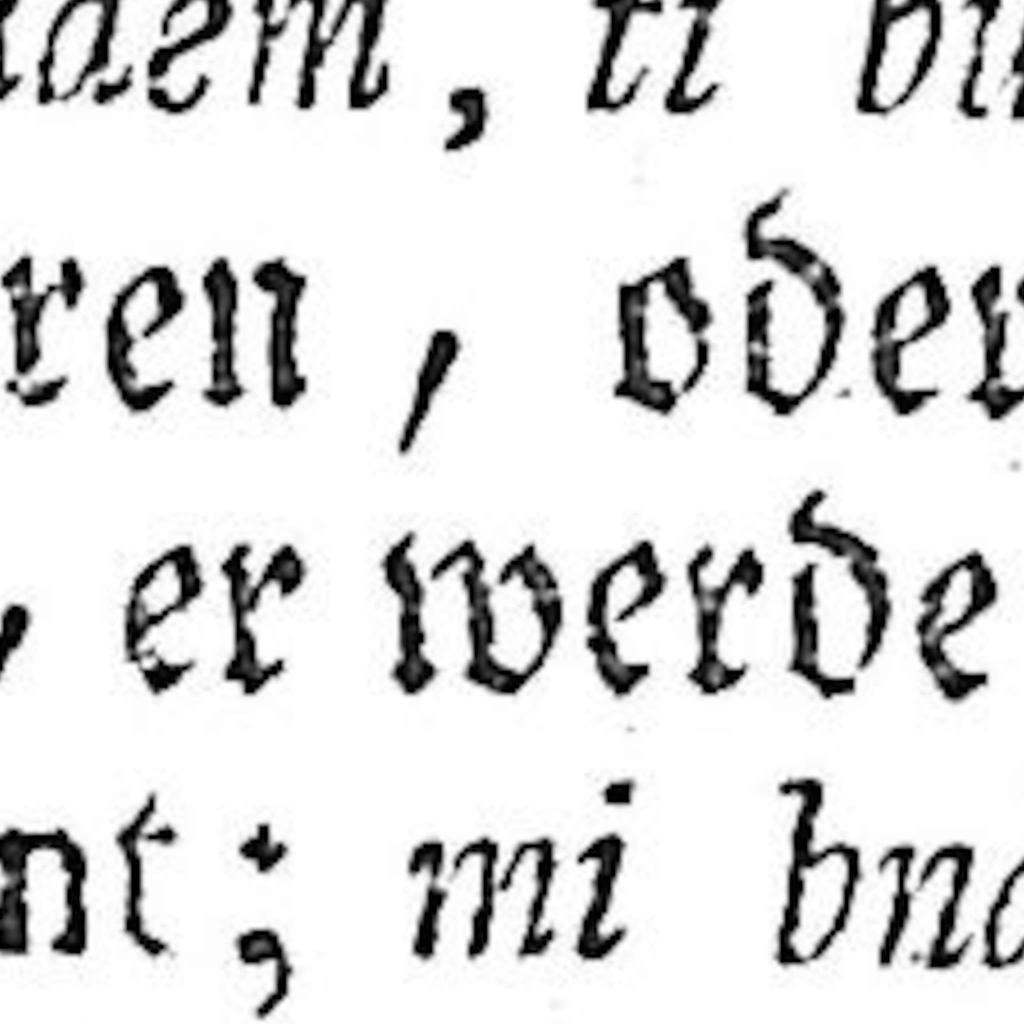 , ti
ren, oder
, er werde
nt; mi